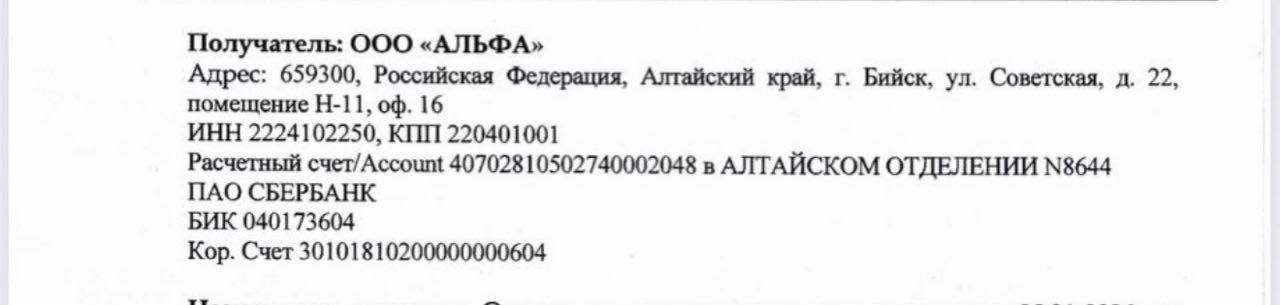 Получатель: ООО «АЛЬФА»
Адрес: 659300, Российская Федерация, Алтайский край, г. Бийск, ул. Советская, д. 22,
помещение Н-11, оф. 16
ИНН 2224102250, КПП 220401001
Расчетный счет/Account 40702810502740002048 в АЛТАЙСКОМ ОТДЕЛЕНИИ N8644
ПАО СБЕРБАНК
БИК 040173604
Кор. Счет 30101810200000000604